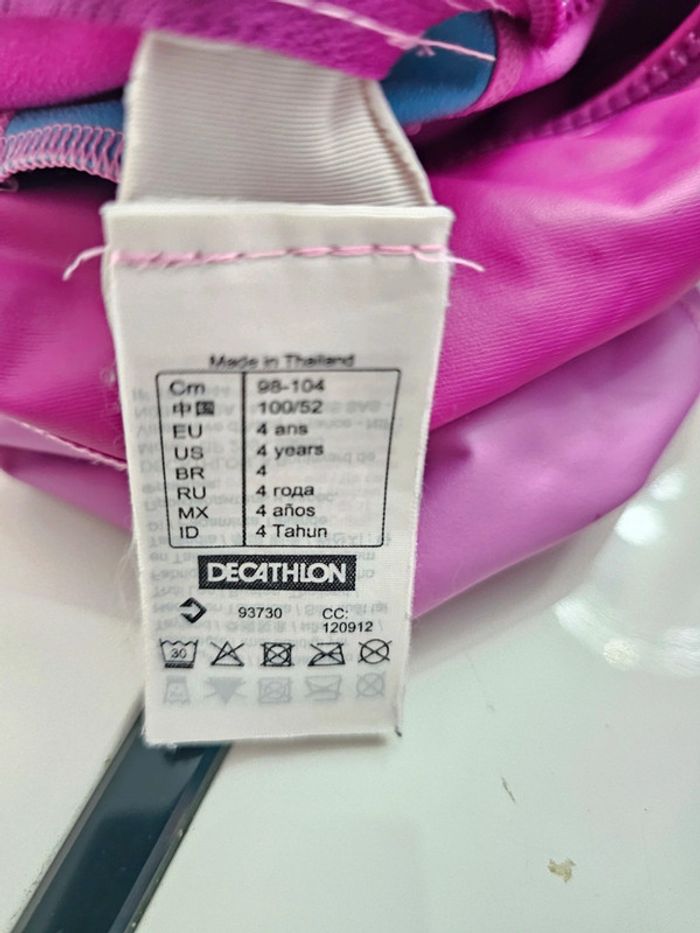 Made in Thailand
Cm 98-104
中国 100/52
EU 4 ans
US 4 years
BR 4
RU 4 года
MX 4 años
ID 4 Tahun
DECATHLON
93730 CC:
120912
30